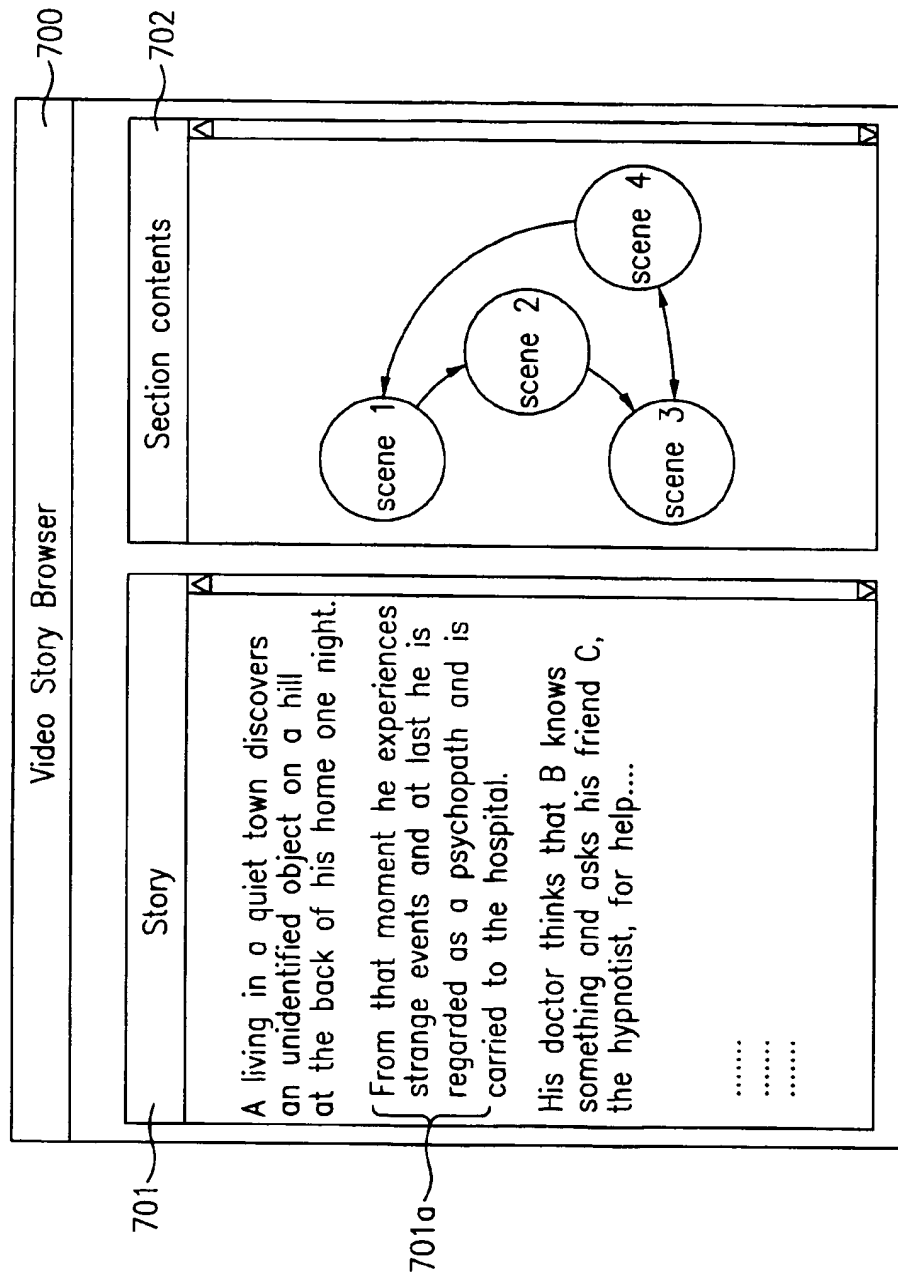 Video Story Browser
700
Story
701
A living in a quiet town discovers
an unidentified object on a hill
at the back of his home one night.
From that moment he experiences
strange events and at last he is
regarded as a psychopath and is
carried to the hospital.
701a
His doctor thinks that B knows
something and asks his friend C,
the hypnotist, for help....
.......
.......
.......
Section contents
702
scene 1
scene 2
scene 3
scene 4